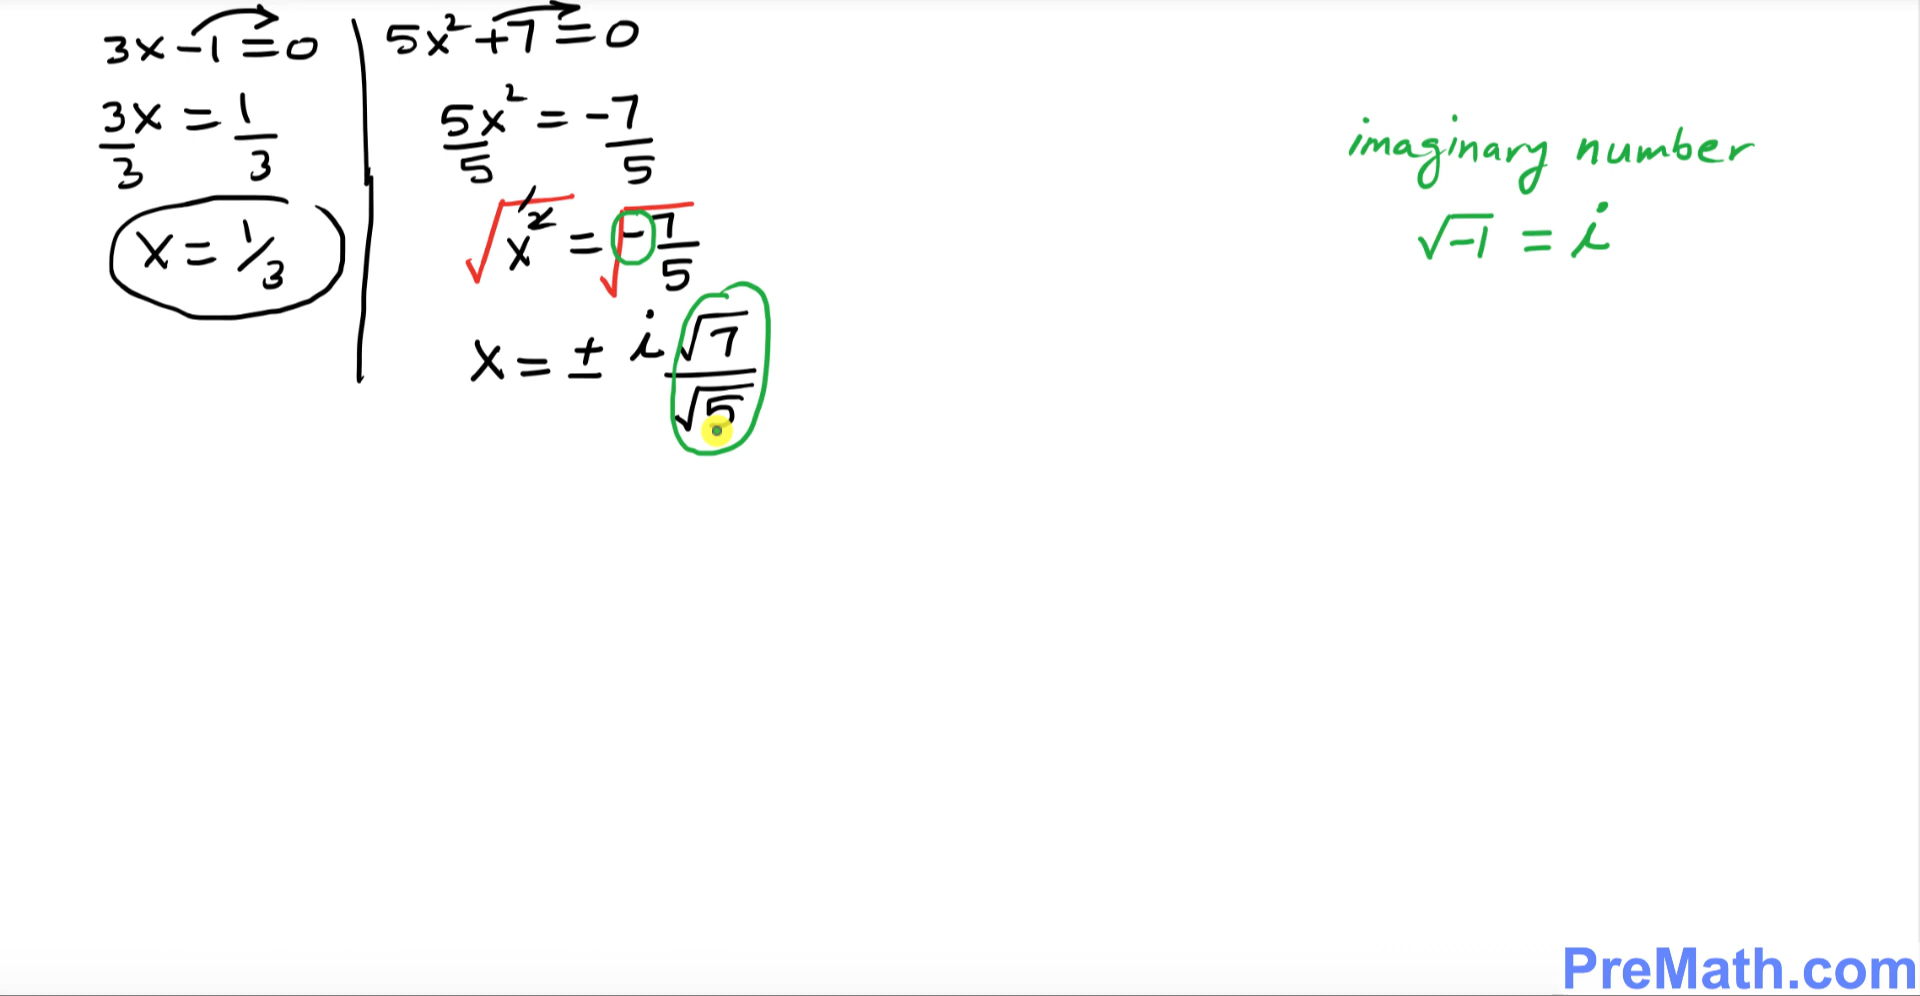 3x - 1 = 0
3x/3 = 1/3
x = 1/3
5x² + 7 = 0
5x²/5 = -7/5
√x² = √-7/5
x = ± i √7/√5
imaginary number
√-1 = i
PreMath.com